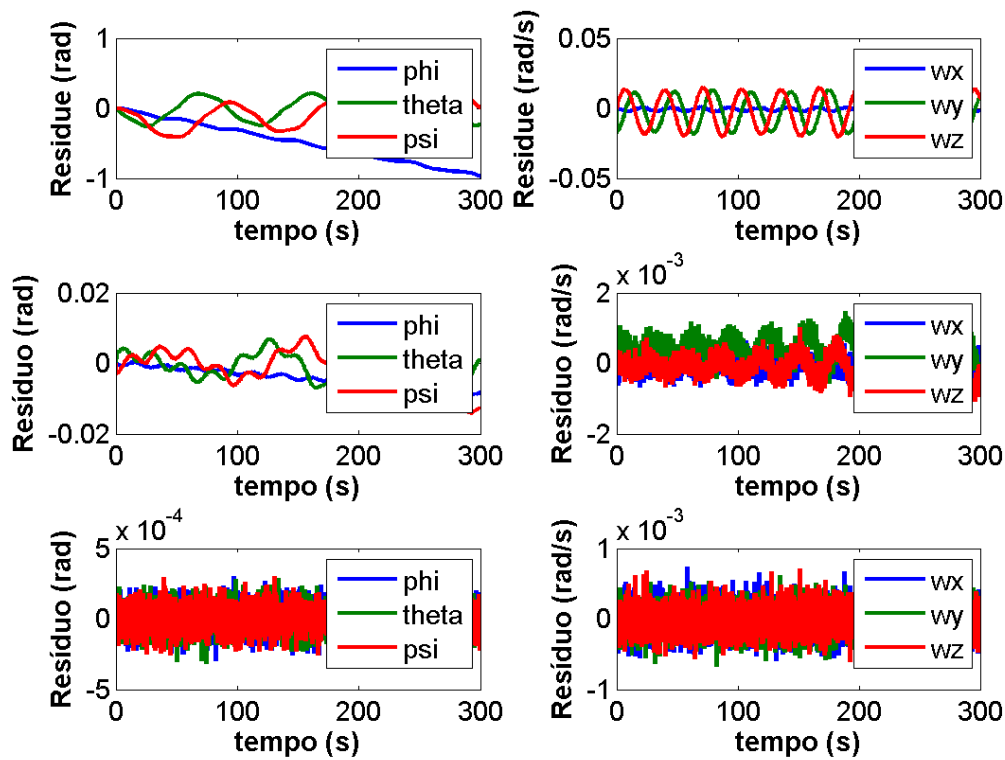 Residue (rad)
1
0
-1
0 100 200 300
tempo (s)
phi
theta
psi
Residue (rad/s)
0.05
0
-0.05
0 100 200 300
tempo (s)
wx
wy
wz
Resíduo (rad)
0.02
0
-0.02
0 100 200 300
tempo (s)
phi
theta
psi
Resíduo (rad/s)
x 10-3
2
0
-2
0 100 200 300
tempo (s)
wx
wy
wz
Resíduo (rad)
x 10-4
5
0
-5
0 100 200 300
tempo (s)
phi
theta
psi
Resíduo (rad/s)
x 10-3
1
0
-1
0 100 200 300
tempo (s)
wx
wy
wz